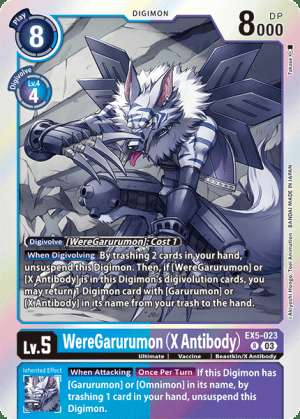 DIGIMON
Play
8
8000
DP
Digivolve
Lv.4
4
Digivolve [WereGarurumon]: Cost 1
When Digivolving By trashing 2 cards in your hand,
unsuspend this Digimon. Then, if [WereGarurumon] or
[X Antibody] is in this Digimon's digivolution cards, you
may return 1 Digimon card with [Garurumon] or
[X Antibody] in its name from your trash to the hand.
EX5-023
Lv.5
WereGarurumon (X Antibody)
R 03
Ultimate
Vaccine
Beastkin/X Antibody
Inherited Effect
When Attacking Once Per Turn If this Digimon has
[Garurumon] or [Omnimon] in its name, by
trashing 1 card in your hand, unsuspend this
Digimon.